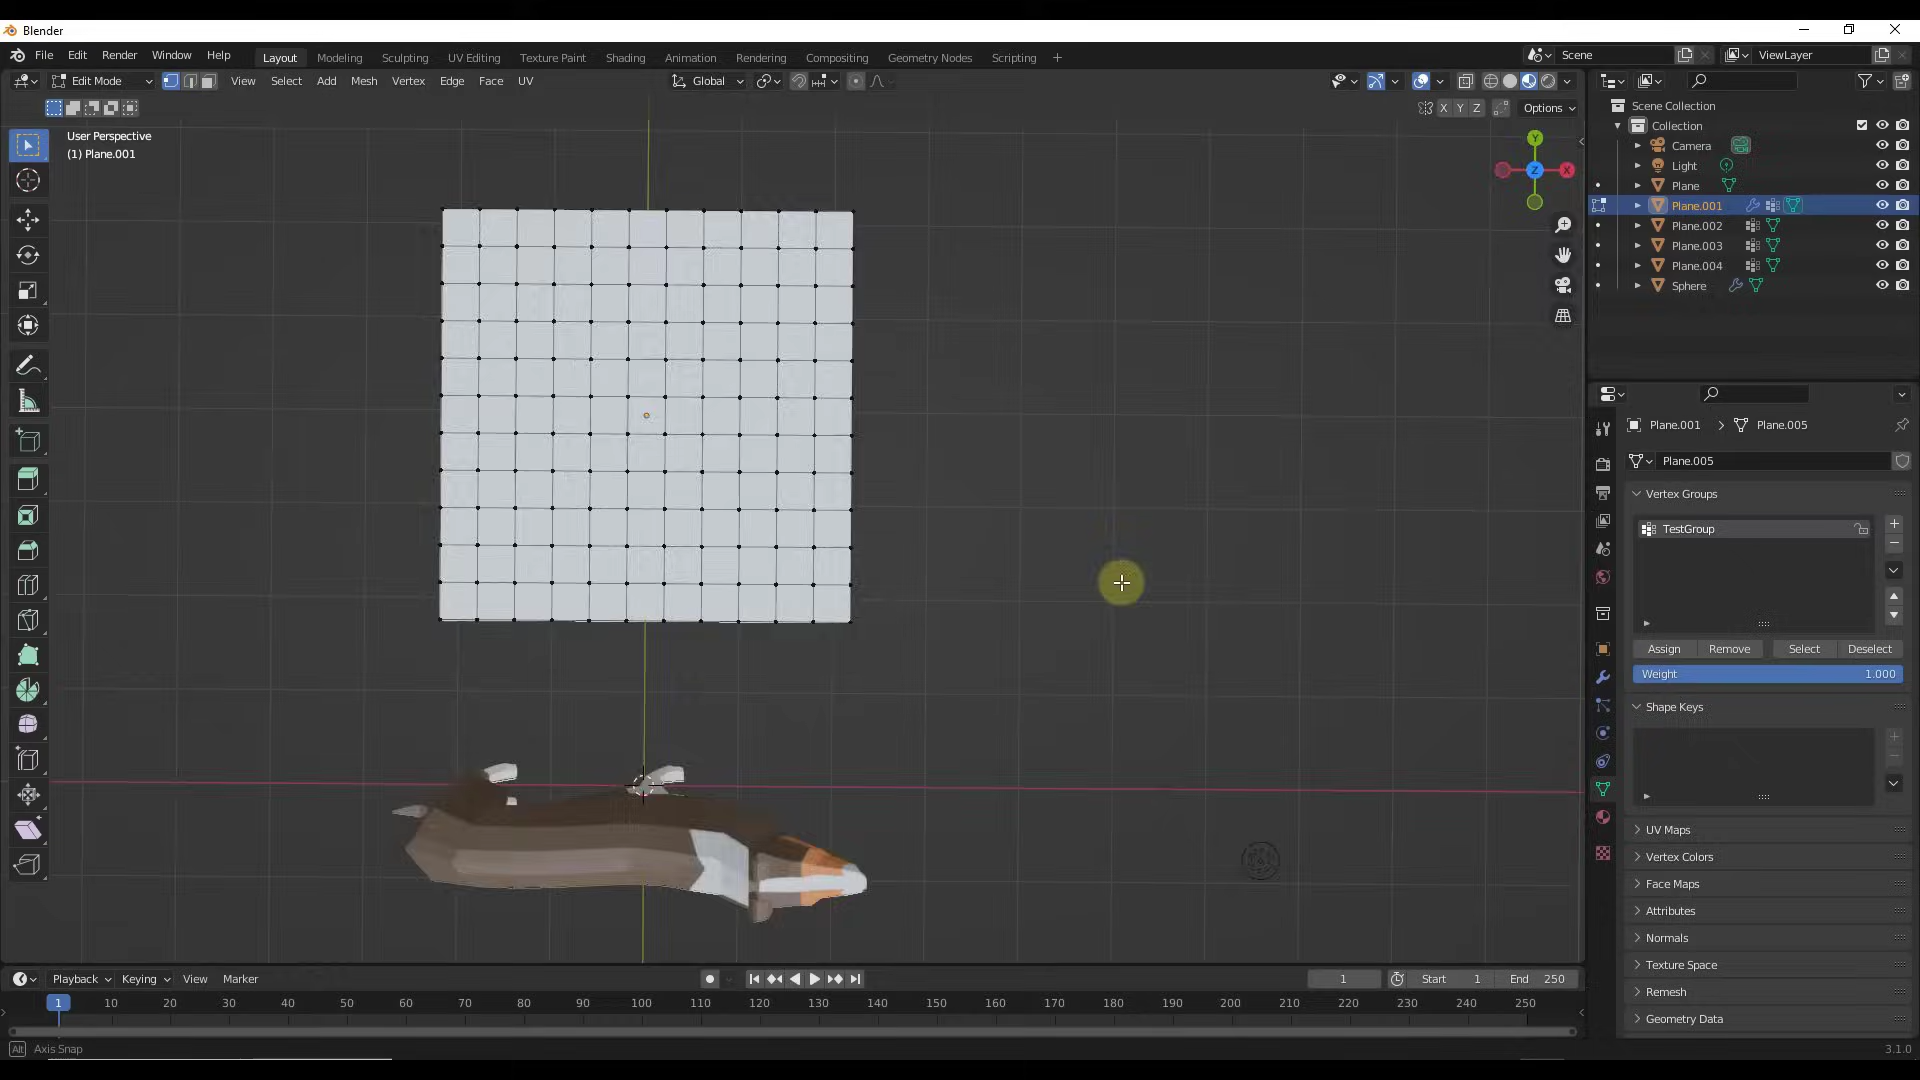 Blender
File Edit Render Window Help Layout Modeling Sculpting UV Editing Texture Paint Shading Animation Rendering Compositing Geometry Nodes Scripting + Scene ViewLayer
Edit Mode View Select Add Mesh Vertex Edge Face UV Global
X Y Z Options
User Perspective
(1) Plane.001
Y
X
Z
Scene Collection
Collection
Camera
Light
Plane
Plane.001
Plane.002
Plane.003
Plane.004
Sphere
Plane.001 > Plane.005
Plane.005
Vertex Groups
TestGroup
Assign Remove Select Deselect
Weight 1.000
Shape Keys
UV Maps
Vertex Colors
Face Maps
Attributes
Normals
Texture Space
Remesh
Geometry Data
Playback Keying View Marker 1 Start 1 End 250
1 10 20 30 40 50 60 70 80 90 100 110 120 130 140 150 160 170 180 190 200 210 220 230 240 250
Alt Axis Snap 3.1.0